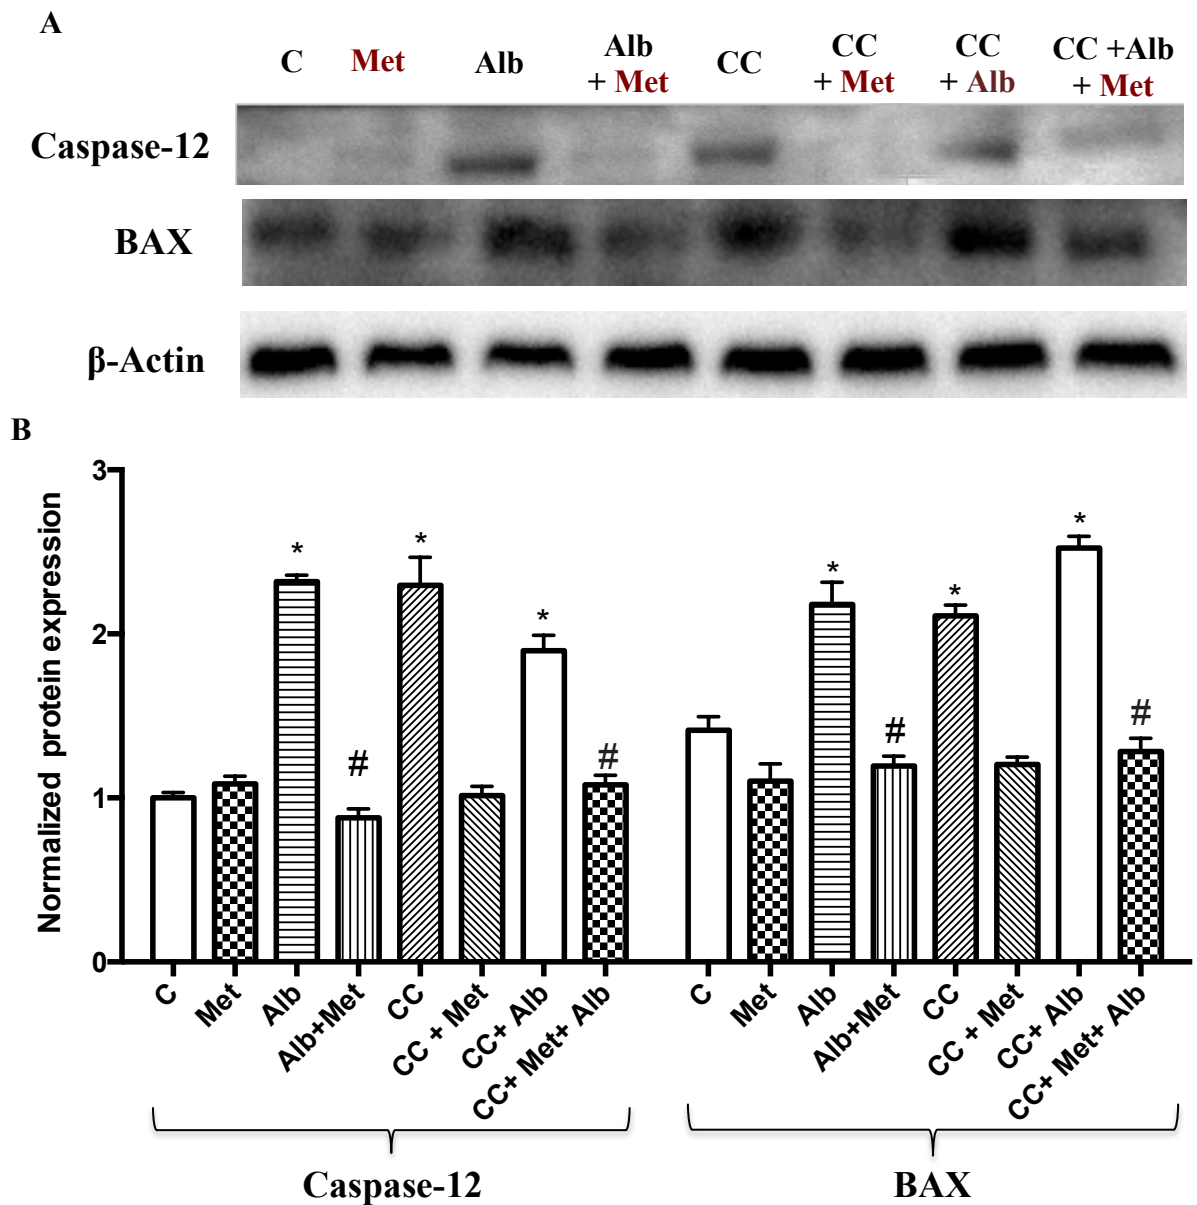 A
C Met Alb Alb + Met CC CC + Met CC + Alb CC +Alb + Met
Caspase-12
BAX
β-Actin
B
Normalized protein expression
3
2
1
0
* * * # # * * * # #
C Met Alb Alb+Met CC CC + Met CC+ Alb CC+ Met+ Alb C Met Alb Alb+Met CC CC + Met CC+ Alb CC+ Met+ Alb
Caspase-12 BAX